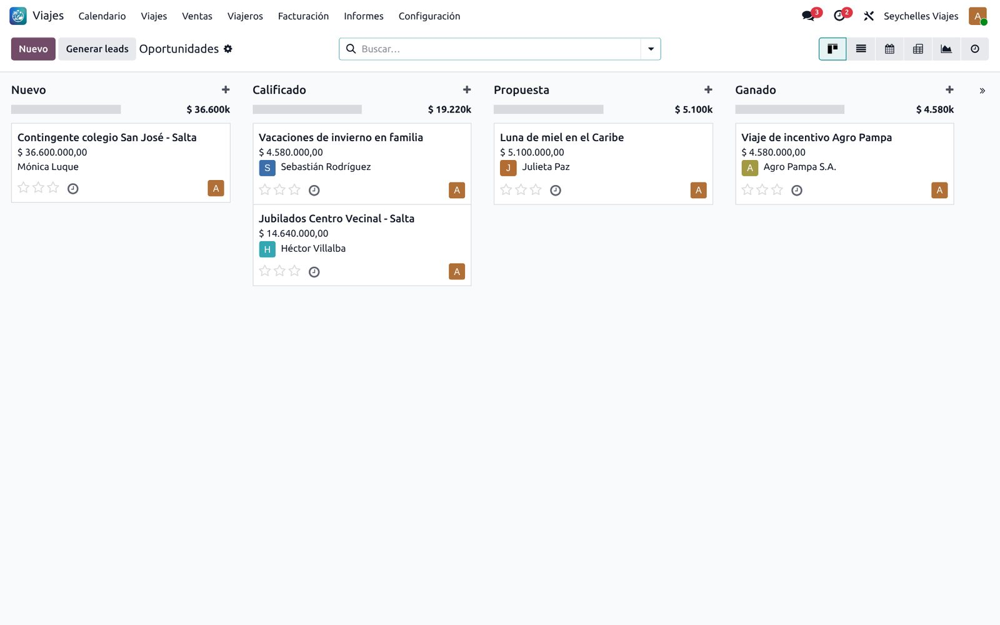 Viajes Calendario Viajes Ventas Viajeros Facturación Informes Configuración 3 2 Seychelles Viajes A
Nuevo Generar leads Oportunidades Buscar...
Nuevo
$ 36.600k
Contingente colegio San José - Salta
$ 36.600.000,00
Mónica Luque
A
Calificado
$ 19.220k
Vacaciones de invierno en familia
$ 4.580.000,00
S Sebastián Rodríguez
A
Jubilados Centro Vecinal - Salta
$ 14.640.000,00
H Héctor Villalba
A
Propuesta
$ 5.100k
Luna de miel en el Caribe
$ 5.100.000,00
J Julieta Paz
A
Ganado
$ 4.580k
Viaje de incentivo Agro Pampa
$ 4.580.000,00
A Agro Pampa S.A.
A